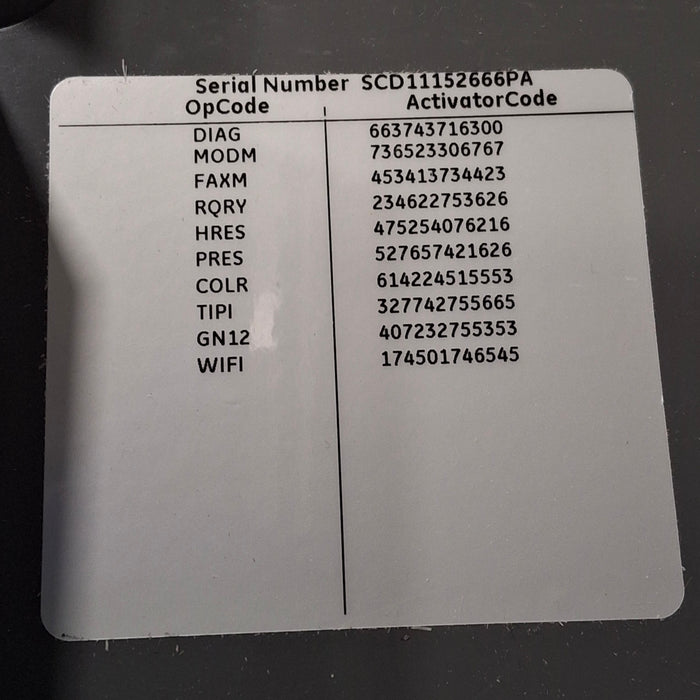 Serial Number SCD11152666PA
OpCode ActivatorCode
DIAG 663743716300
MODM 736523306767
FAXM 453413734423
RQRY 234622753626
HRES 475254076216
PRES 527657421626
COLR 614224515553
TIPI 327742755665
GN12 407232755353
WIFI 174501746545